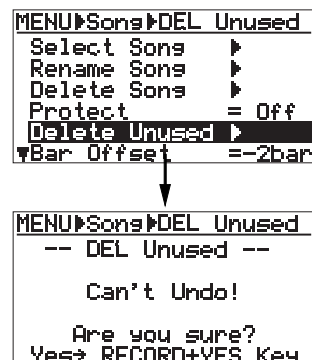 MENU▶Song▶DEL Unused
Select Song ▶
Rename Song ▶
Delete Song ▶
Protect = Off
Delete Unused ▶
▼Bar Offset =-2bar
MENU▶Song▶DEL Unused
-- DEL Unused --
Can't Undo!
Are you sure?
Yes→ RECORD+YES Key